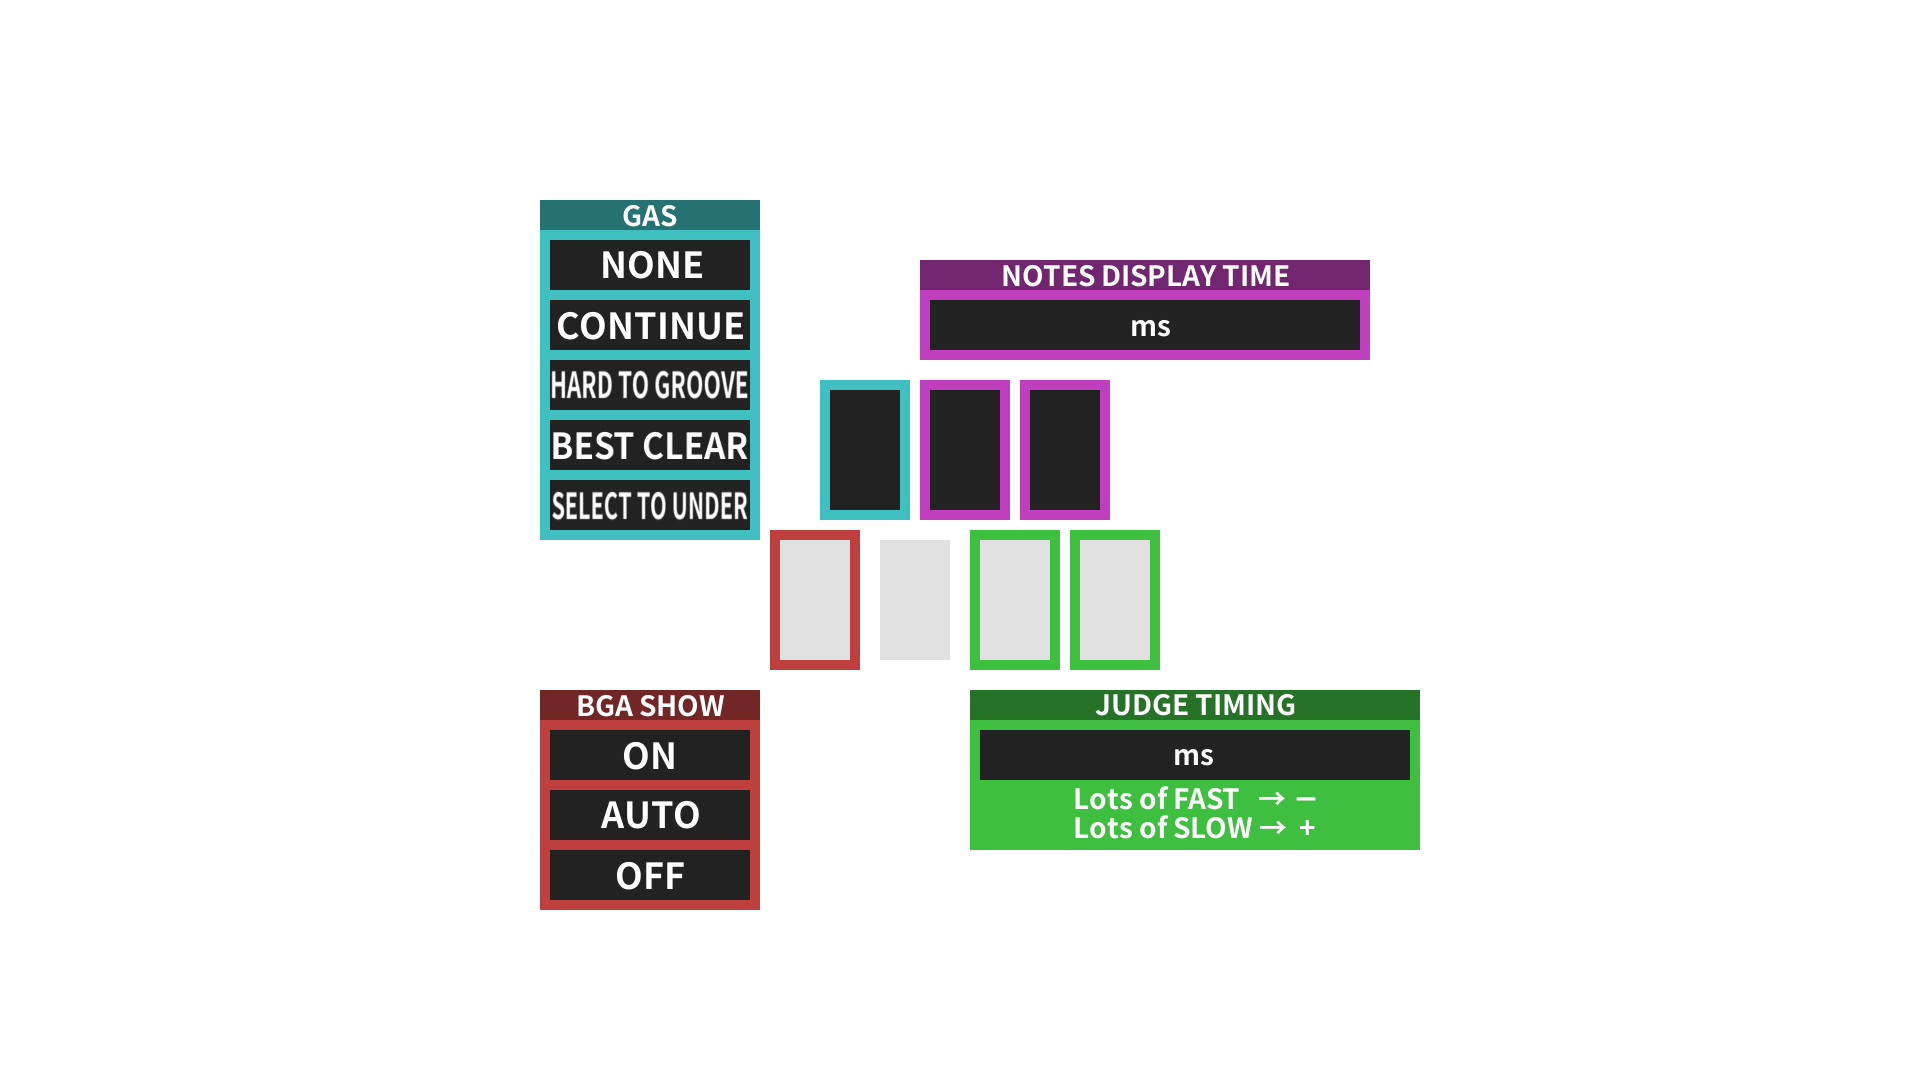 GAS
NONE
CONTINUE
HARD TO GROOVE
BEST CLEAR
SELECT TO UNDER
NOTES DISPLAY TIME
ms
BGA SHOW
ON
AUTO
OFF
JUDGE TIMING
ms
Lots of FAST → −
Lots of SLOW → +